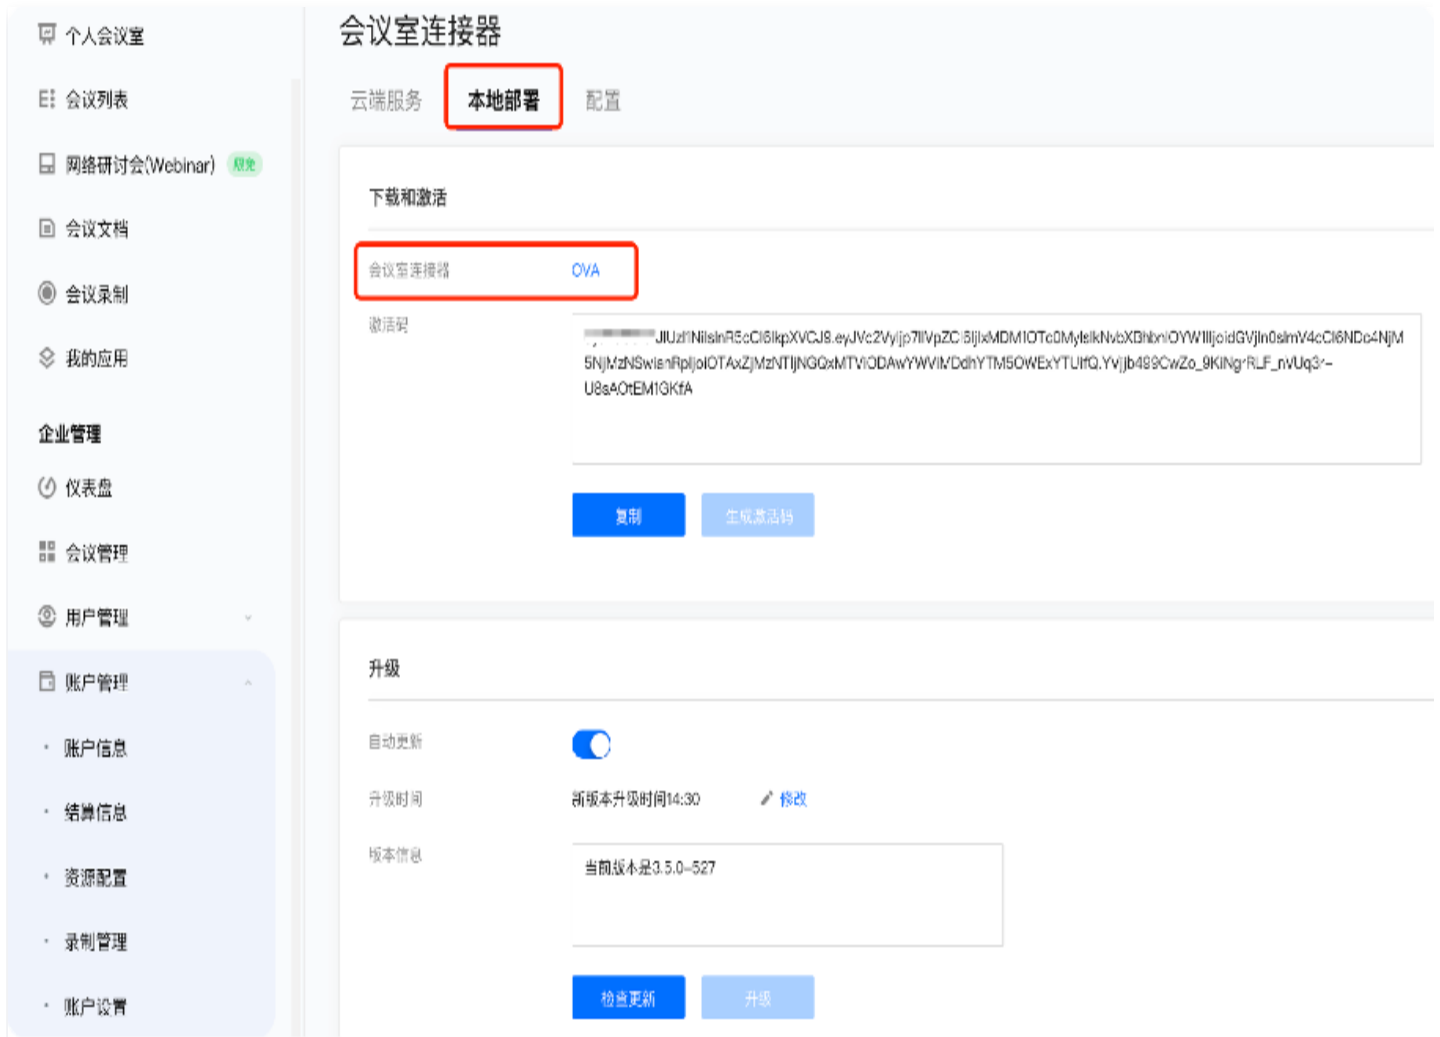 个人会议室
会议列表
网络研讨会(Webinar) 限免
会议文档
会议录制
我的应用
企业管理
仪表盘
会议管理
用户管理
账户管理
账户信息
结算信息
资源配置
录制管理
账户设置
会议室连接器
云端服务 本地部署 配置
下载和激活
会议室连接器 OVA
激活码
复制 生成激活码
升级
自动更新
升级时间 新版本升级时间14:30 修改
版本信息 当前版本是3.5.0-527
检查更新 升级